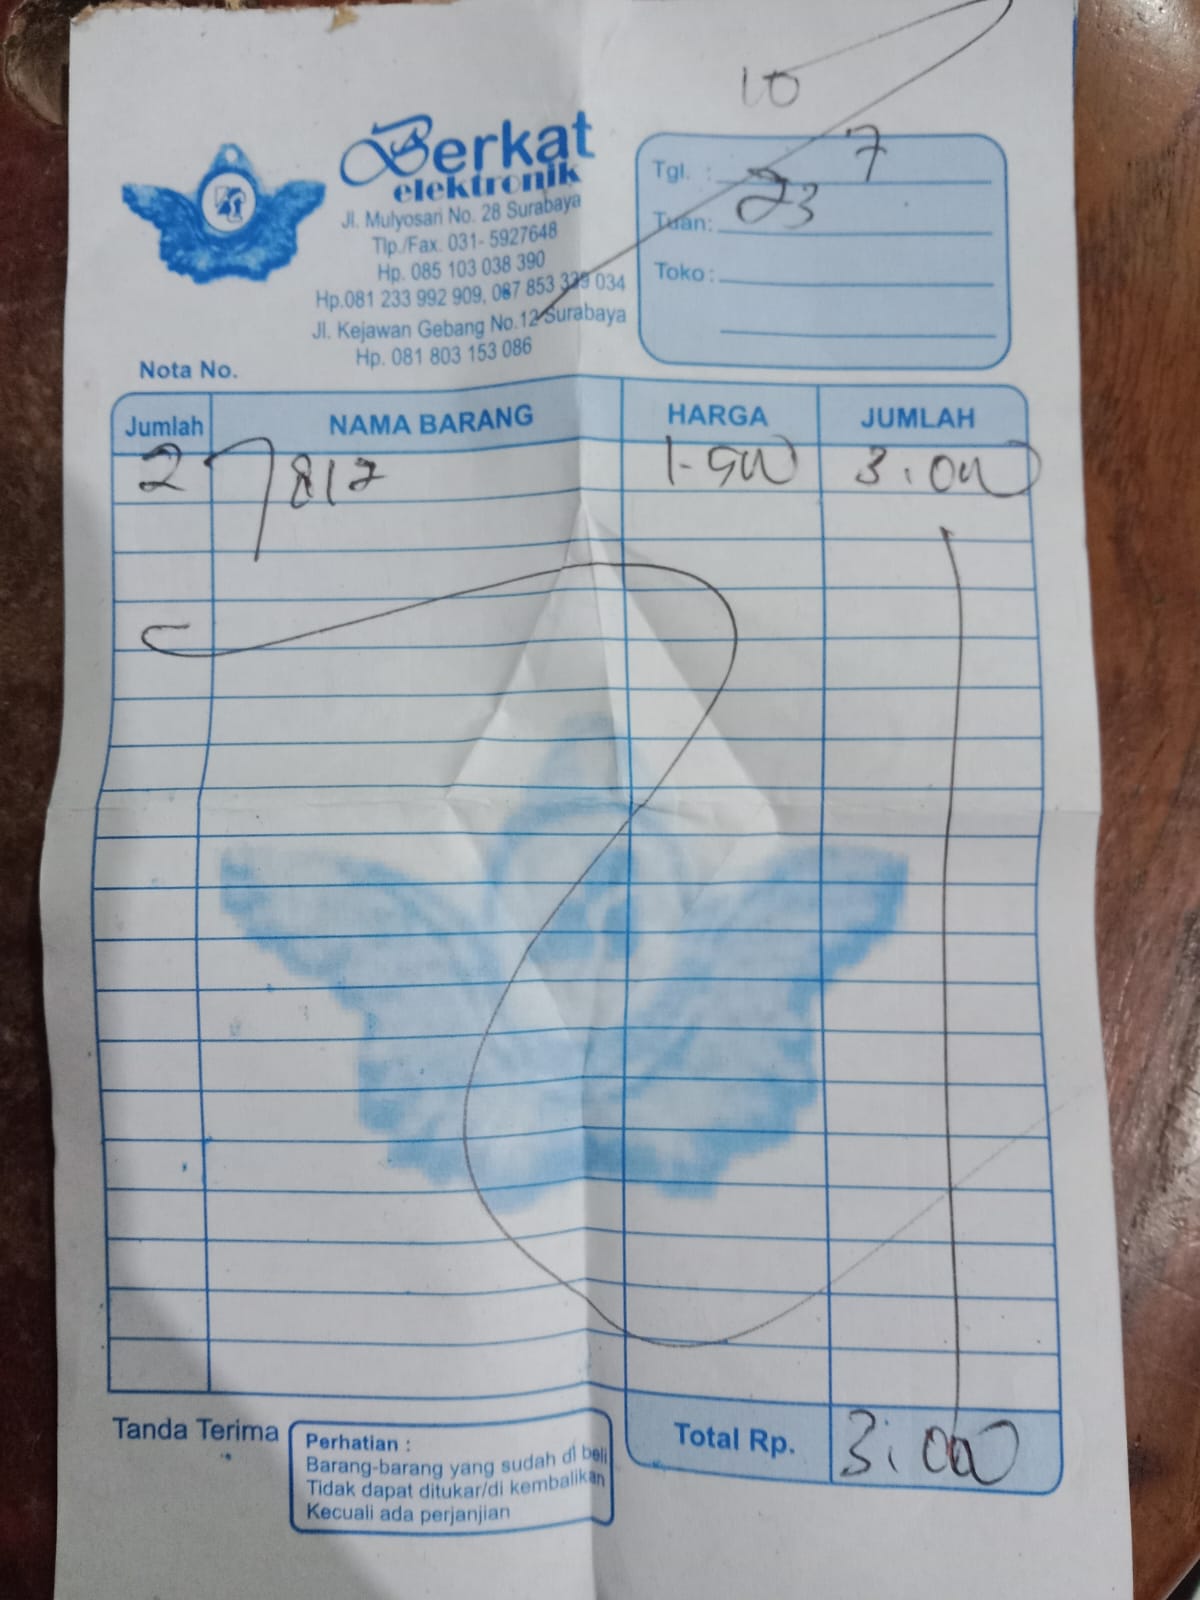 10
Berkat
elektronik
Jl. Mulyosari No. 28 Surabaya
Tlp./Fax. 031- 5927648
Hp. 085 103 038 390
Hp.081 233 992 909, 087 853 339 034
Jl. Kejawan Gebang No.12 Surabaya
Hp. 081 803 153 086
Tgl. : 7
Tuan: 23
Toko :
Nota No.
Jumlah NAMA BARANG HARGA JUMLAH
2 7812 1.500 3.000
Tanda Terima
Perhatian :
Barang-barang yang sudah di beli
Tidak dapat ditukar/di kembalikan
Kecuali ada perjanjian
Total Rp. 3.000